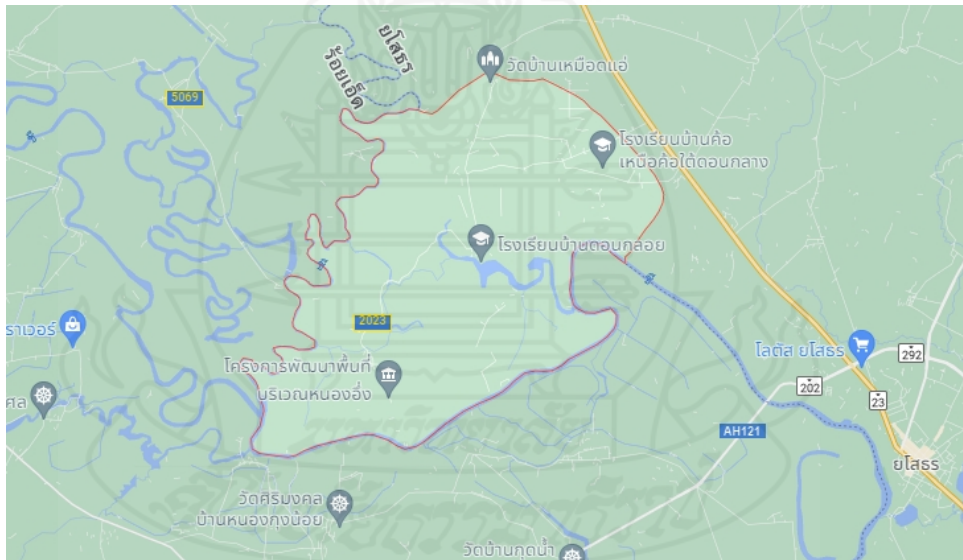 ยโสธร
ร้อยเอ็ด
วัดบ้านเหมือดแอ่
5069
โรงเรียนบ้านค้อ
เหนือค้อใต้ดอนกลาง
โรงเรียนบ้านดอนกลอย
ราเวอร์
2023
โลตัส ยโสธร
292
โครงการพัฒนาพื้นที่
บริเวณหนองอึ่ง
202
23
AH121
ยโสธร
วัดศิริมงคล
บ้านหนองกงน้อย
วัดบ้านกุดน้ำ